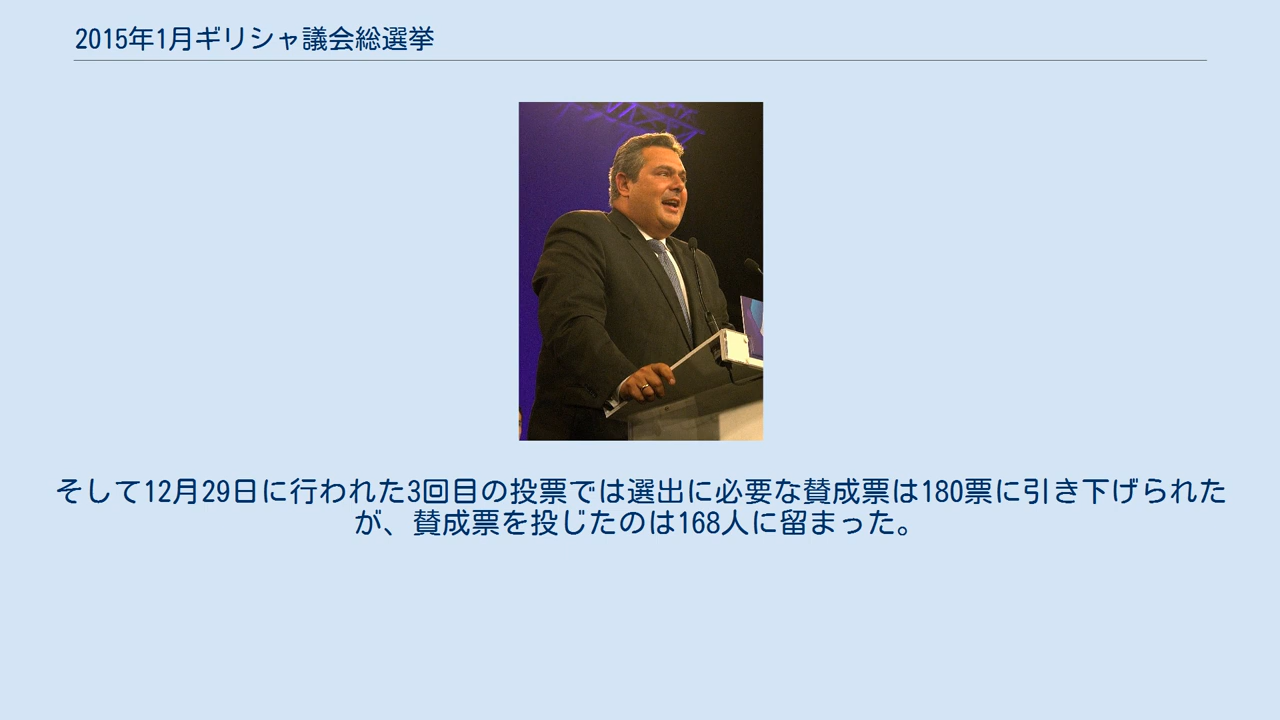 2015年1月ギリシャ議会総選挙
そして12月29日に行われた3回目の投票では選出に必要な賛成票は180票に引き下げられた
が、賛成票を投じたのは168人に留まった。